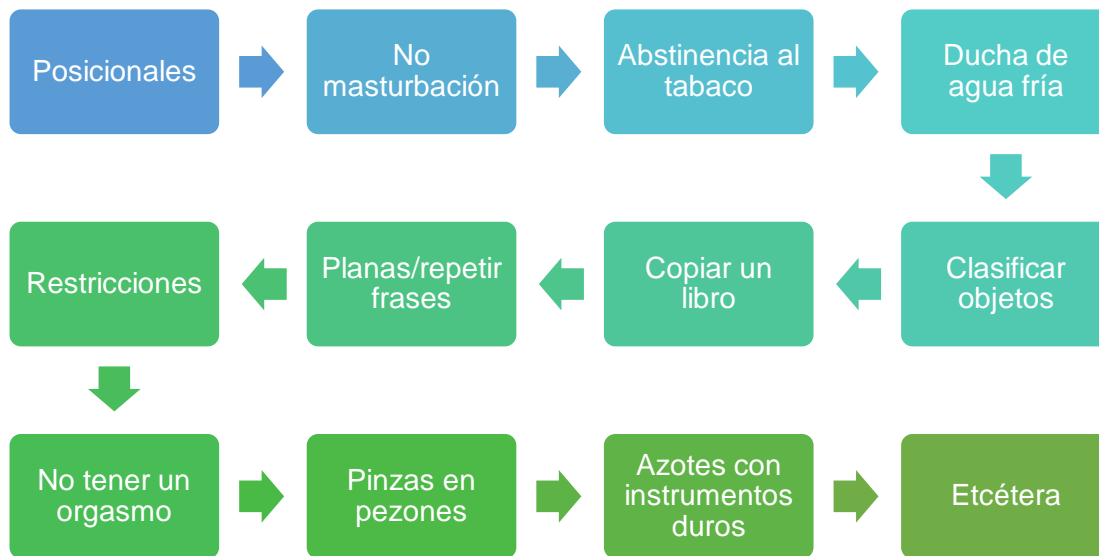 Posicionales
No
masturbación
Abstinencia al
tabaco
Ducha de
agua fría
Clasificar
objetos
Copiar un
libro
Planas/repetir
frases
Restricciones
No tener un
orgasmo
Pinzas en
pezones
Azotes con
instrumentos
duros
Etcétera